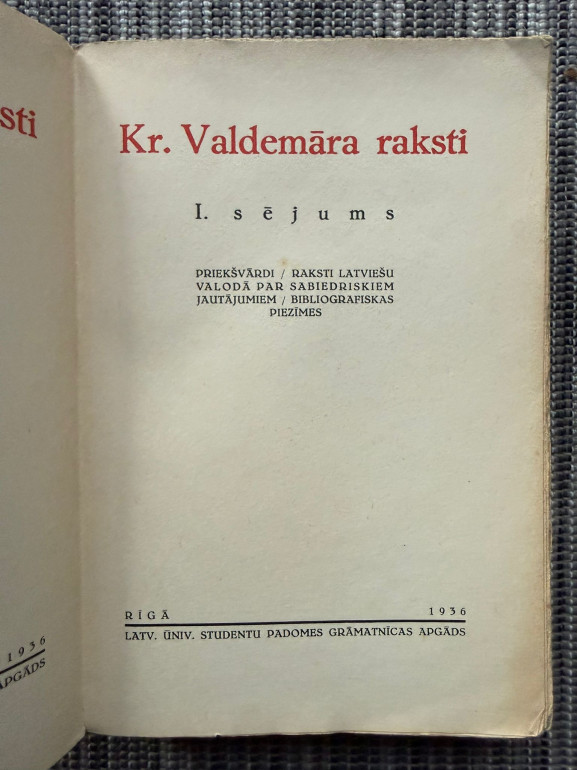 sti
1936
APGĀDS
Kr. Valdemāra raksti
I. sējums
PRIEKŠVĀRDI / RAKSTI LATVIEŠU
VALODĀ PAR SABIEDRISKIEM
JAUTĀJUMIEM / BIBLIOGRAFISKAS
PIEZĪMES
RĪGĀ 1936
LATV. ŪNIV. STUDENTU PADOMES GRĀMATNĪCAS APGĀDS